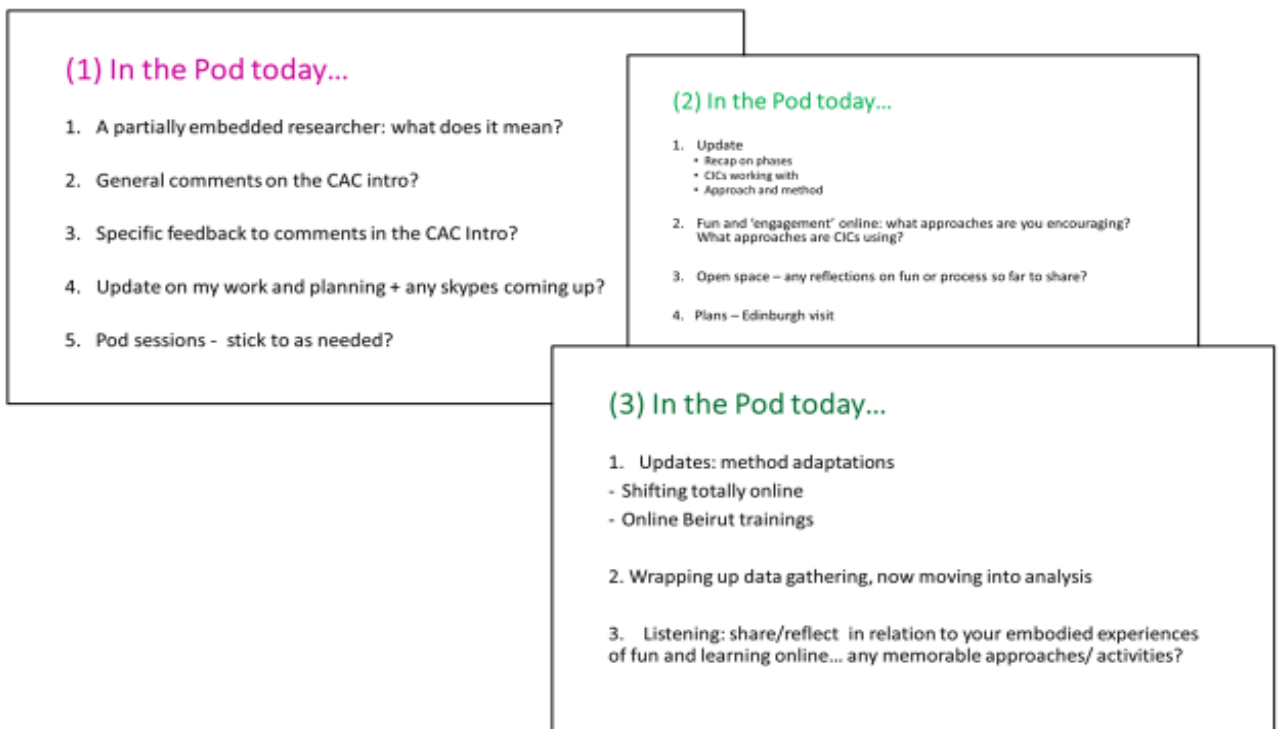 (1) In the Pod today…
1. A partially embedded researcher: what does it mean?
2. General comments on the CAC intro?
3. Specific feedback to comments in the CAC Intro?
4. Update on my work and planning + any skypes coming up?
5. Pod sessions - stick to as needed?
(2) In the Pod today…
1. Update
• Recap on phases
• CICs working with
• Approach and method
2. Fun and ‘engagement’ online: what approaches are you encouraging?
What approaches are CICs using?
3. Open space – any reflections on fun or process so far to share?
4. Plans – Edinburgh visit
(3) In the Pod today…
1. Updates: method adaptations
- Shifting totally online
- Online Beirut trainings
2. Wrapping up data gathering, now moving into analysis
3. Listening: share/reflect in relation to your embodied experiences
of fun and learning online… any memorable approaches/ activities?